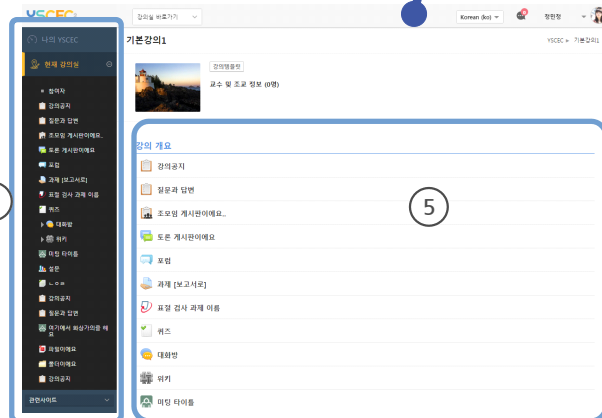 YSCEC
강의실 바로가기
Korean (ko)
정민정
나의 YSCEC
현재 강의실
참여자
강의공지
질문과 답변
조모임 게시판이에요..
토론 게시판이에요
포럼
과제 [보고서로]
표절 검사 과제 이름
퀴즈
대화방
위키
미팅 타이틀
설문
ㄴㅇㄹ
강의공지
질문과 답변
여기에서 화상강의를 해
요
파일이에요
폴더이에요
강의공지
관련사이트
기본강의1
YSCEC » 기본강의1
강의템플릿
교수 및 조교 정보 (0명)
강의 개요
강의공지
질문과 답변
조모임 게시판이에요..
토론 게시판이에요
포럼
과제 [보고서로]
표절 검사 과제 이름
퀴즈
대화방
위키
미팅 타이틀
5